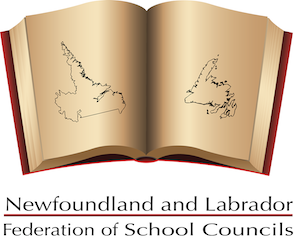 Newfoundland and Labrador
Federation of School Councils